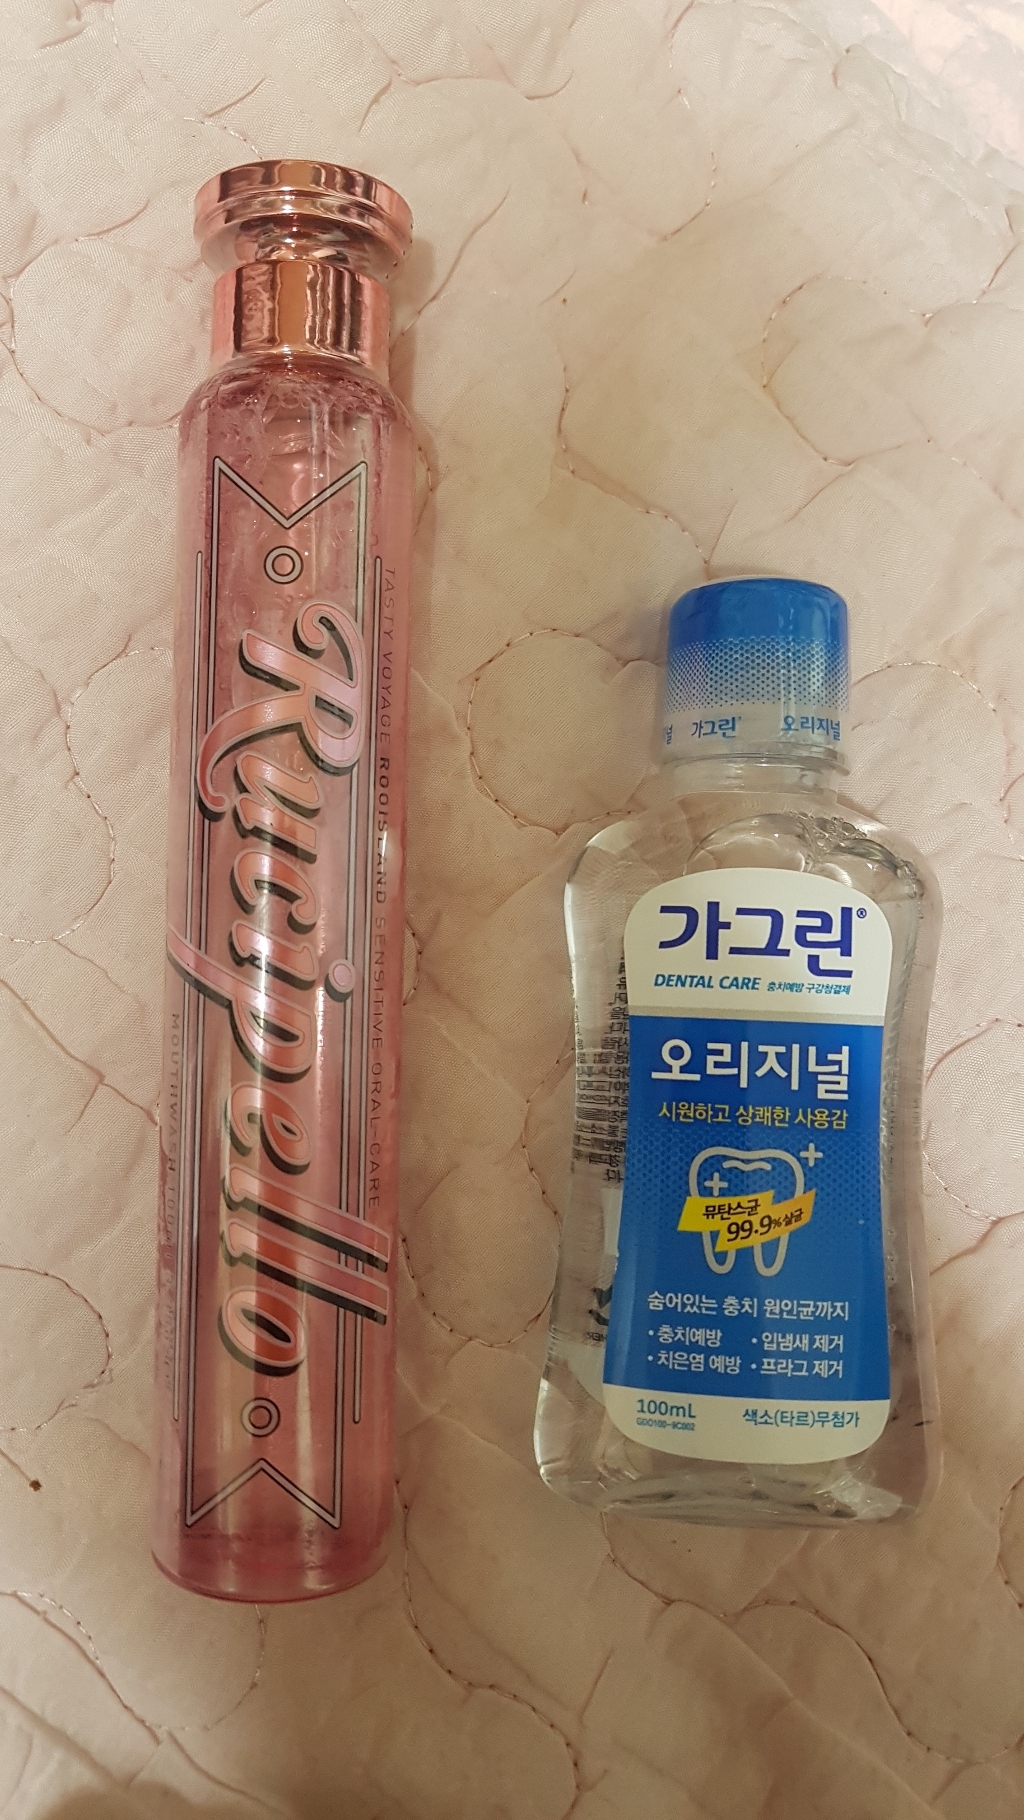 Rucipello
TASTY VOYAGE ROOISLAND SENSITIVE ORAL-CARE
MOUTHWASH
가그린 오리지널
가그린®
DENTAL CARE 충치예방 구강청결제
오리지널
시원하고 상쾌한 사용감
뮤탄스균
99.9% 살균
숨어있는 충치 원인균까지
•충치예방 •입냄새 제거
•치은염 예방 •프라그 제거
100mL 색소(타르)무첨가
GDO100-9C002